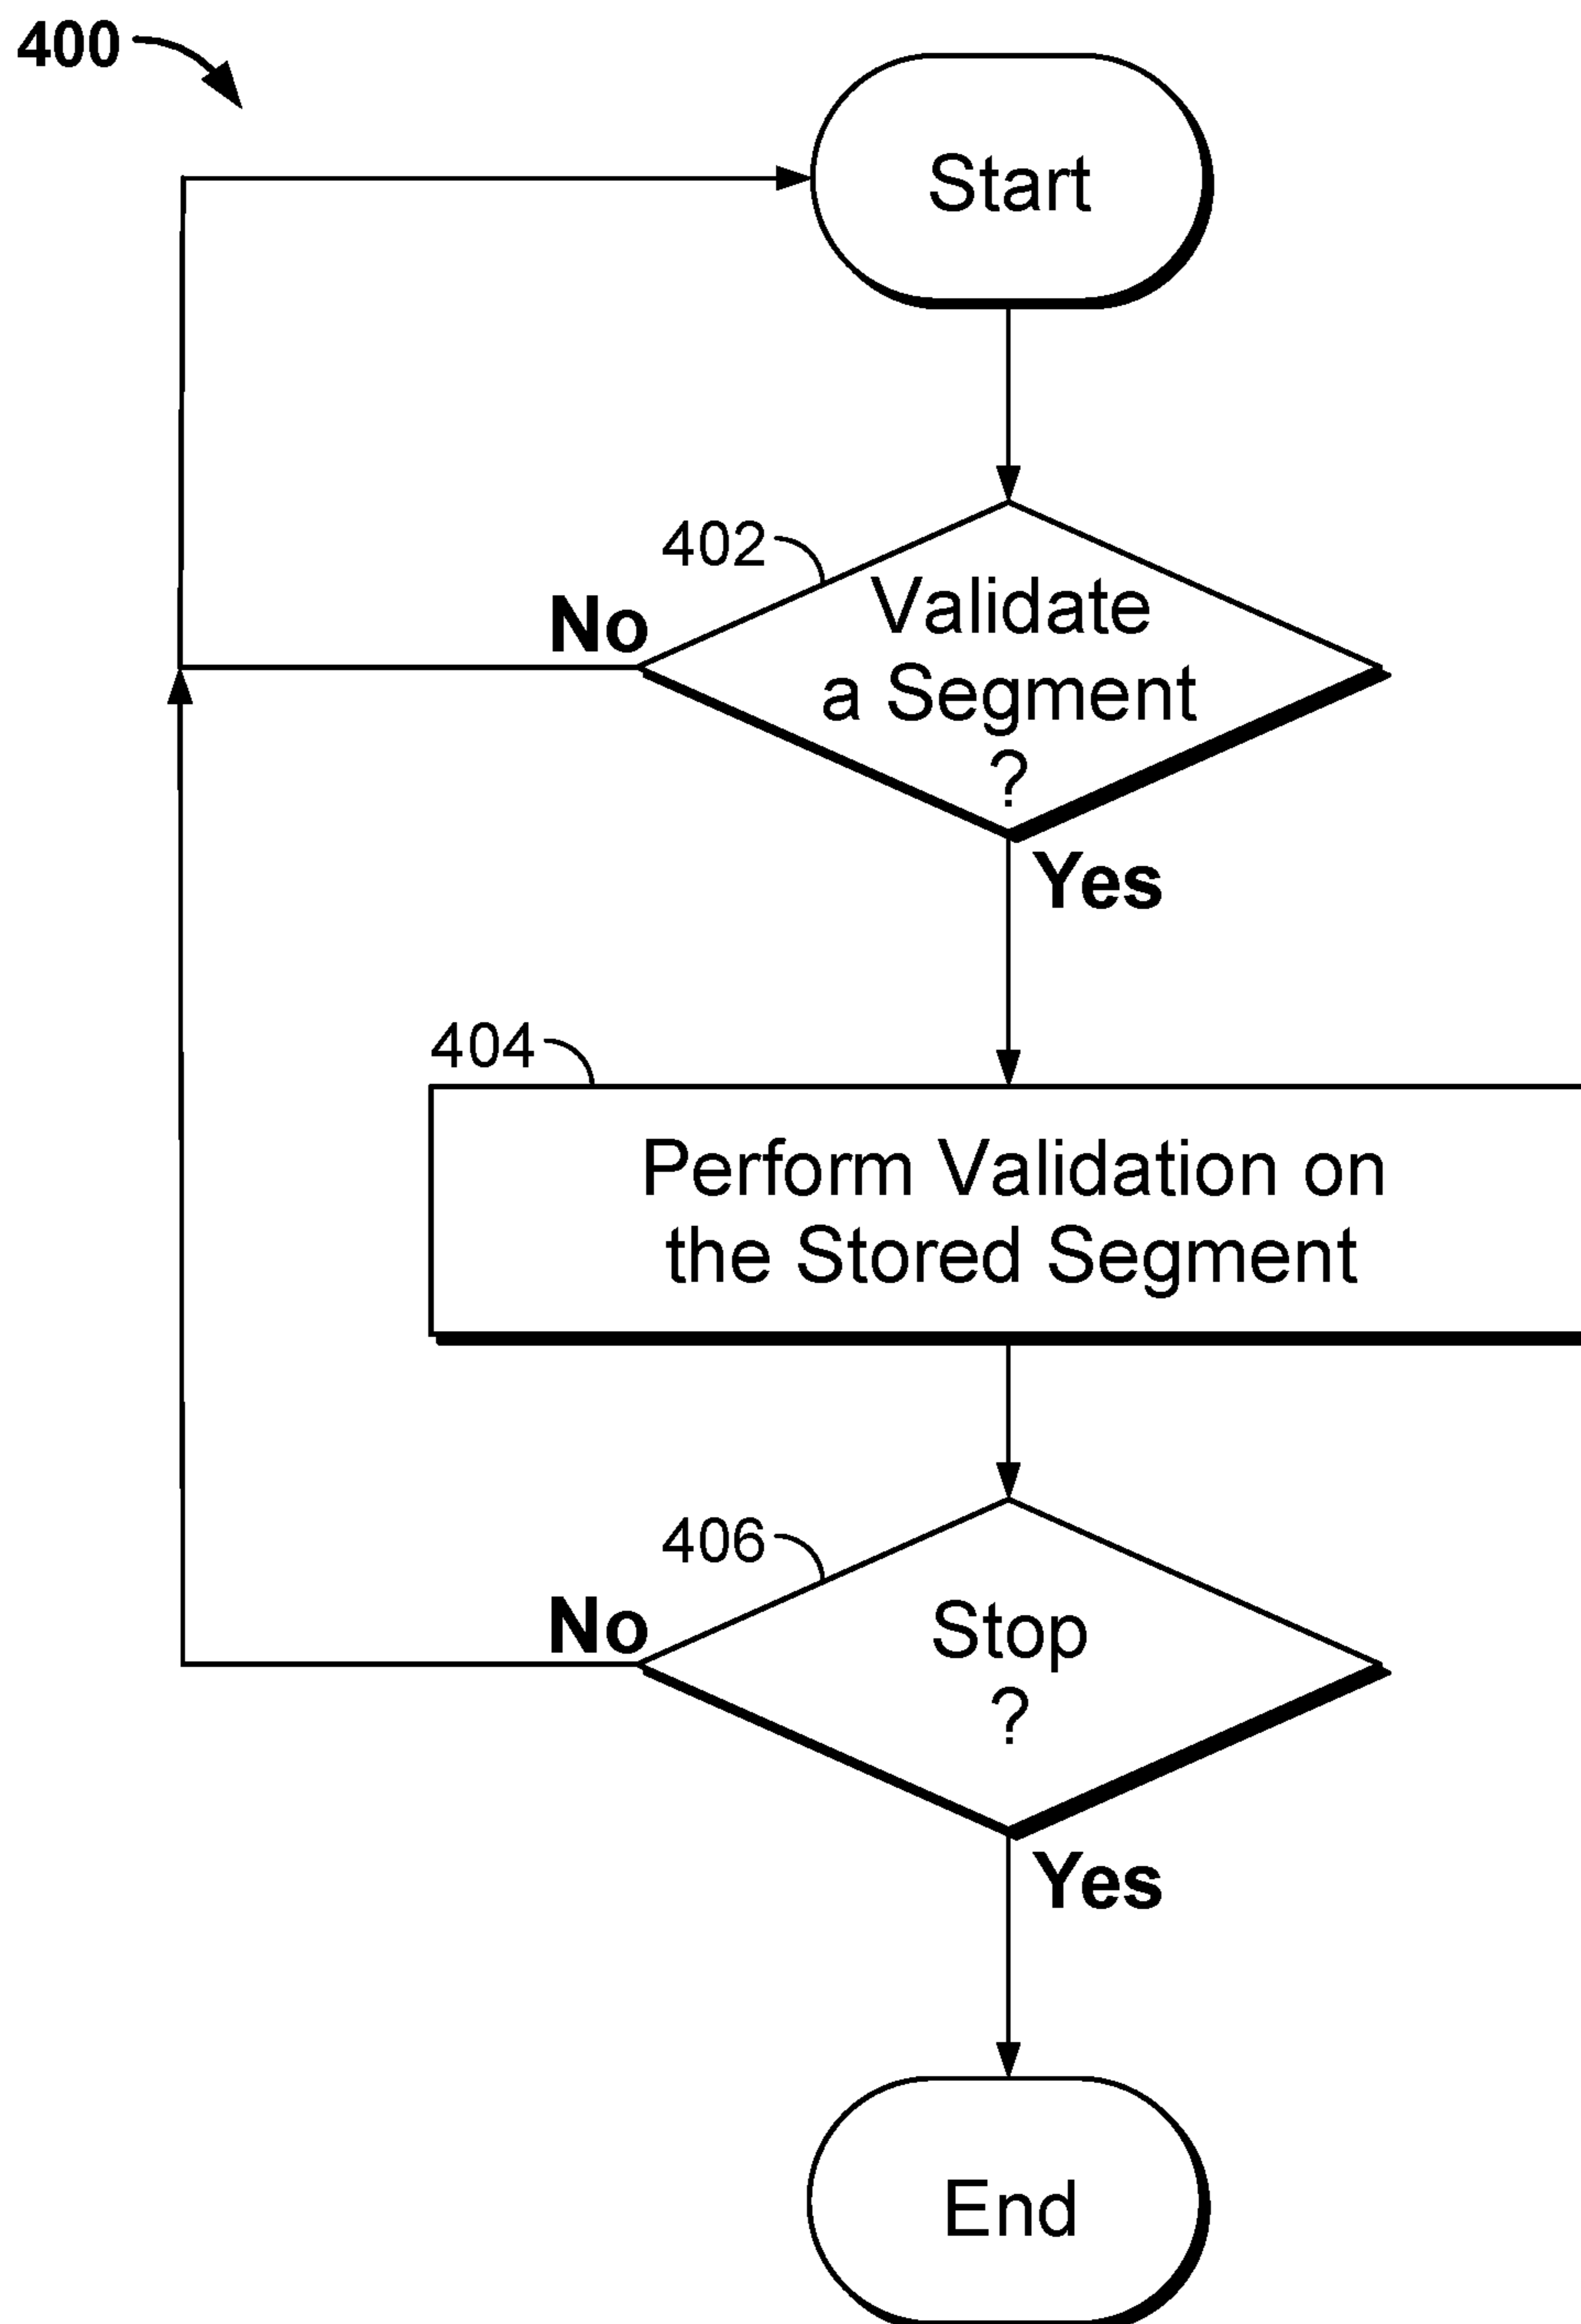 400
Start
402
Validate
a Segment
?
No
Yes
404
Perform Validation on
the Stored Segment
406
Stop
?
No
Yes
End